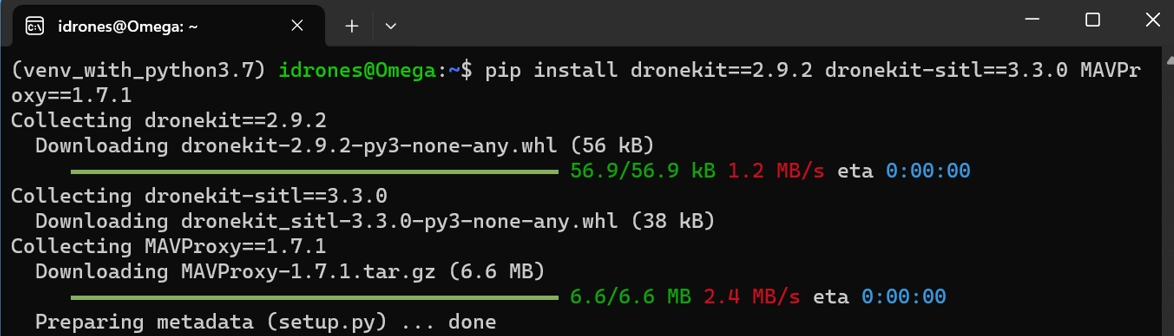 idrones@Omega: ~
(venv_with_python3.7) idrones@Omega:~$ pip install dronekit==2.9.2 dronekit-sitl==3.3.0 MAVPr
oxy==1.7.1
Collecting dronekit==2.9.2
  Downloading dronekit-2.9.2-py3-none-any.whl (56 kB)
56.9/56.9 kB 1.2 MB/s eta 0:00:00
Collecting dronekit-sitl==3.3.0
  Downloading dronekit_sitl-3.3.0-py3-none-any.whl (38 kB)
Collecting MAVProxy==1.7.1
  Downloading MAVProxy-1.7.1.tar.gz (6.6 MB)
6.6/6.6 MB 2.4 MB/s eta 0:00:00
  Preparing metadata (setup.py) ... done